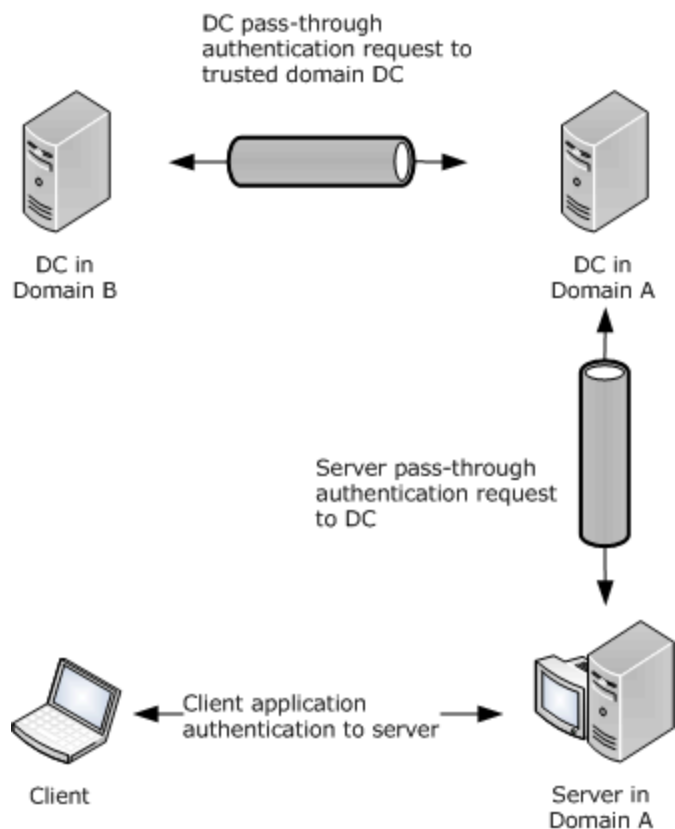 DC pass-through
authentication request to
trusted domain DC
DC in
Domain B
DC in
Domain A
Server pass-through
authentication request
to DC
Client application
authentication to server
Client
Server in
Domain A